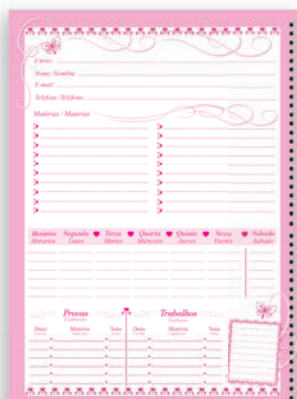 Curso:
Nome /Nombre:
E-mail:
Telefone /Teléfono:
Matérias / Materias
Horários Segunda Terça Quarta Quinta Sexta Sábado
Horarios Lunes Martes Miércoles Jueves Viernes Sábado
Provas Trabalhos
Data Matéria Nota Data Matéria Nota